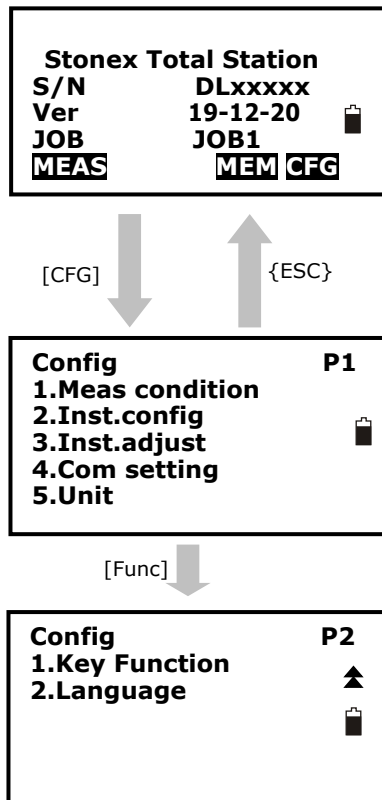 Stonex Total Station
S/N DLxxxxx
Ver 19-12-20
JOB JOB1
MEAS MEM CFG
[CFG] {ESC}
Config P1
1.Meas condition
2.Inst.config
3.Inst.adjust
4.Com setting
5.Unit
[Func]
Config P2
1.Key Function
2.Language